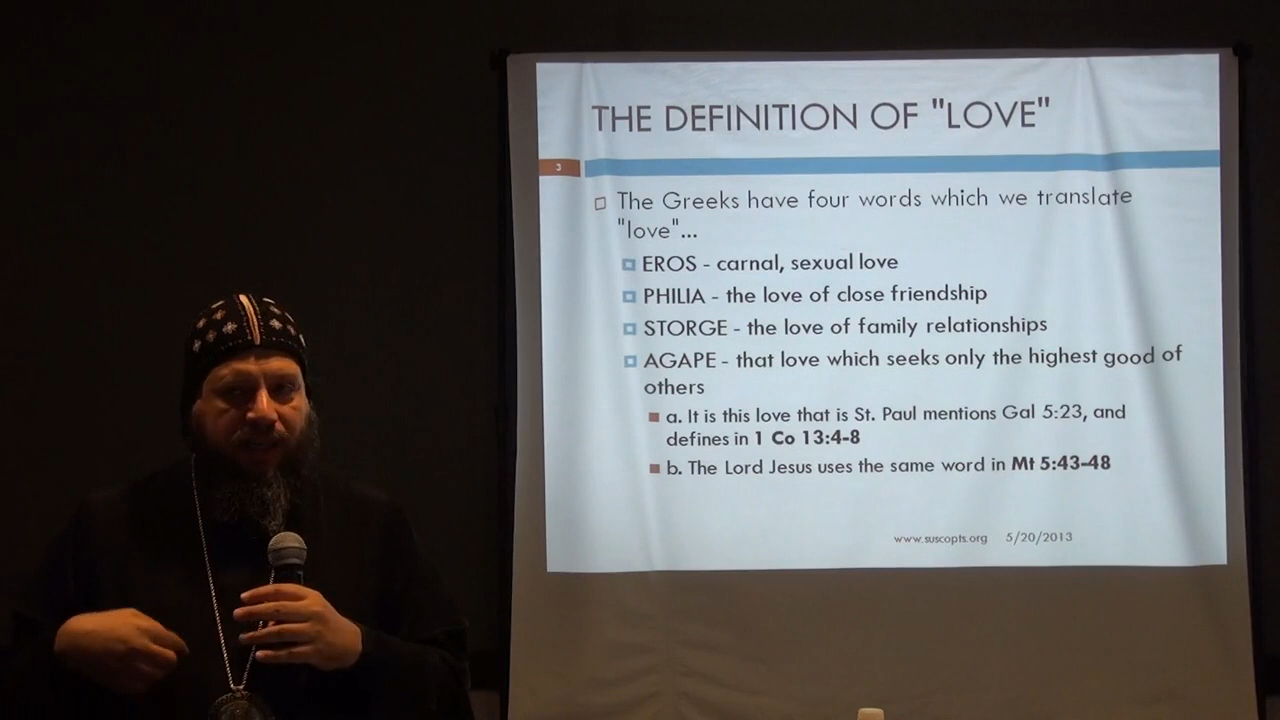 THE DEFINITION OF "LOVE"
3
The Greeks have four words which we translate
"love"...
EROS - carnal, sexual love
PHILIA - the love of close friendship
STORGE - the love of family relationships
AGAPE - that love which seeks only the highest good of
others
a. It is this love that is St. Paul mentions Gal 5:23, and
defines in 1 Co 13:4-8
b. The Lord Jesus uses the same word in Mt 5:43-48
www.suscopts.org 5/20/2013